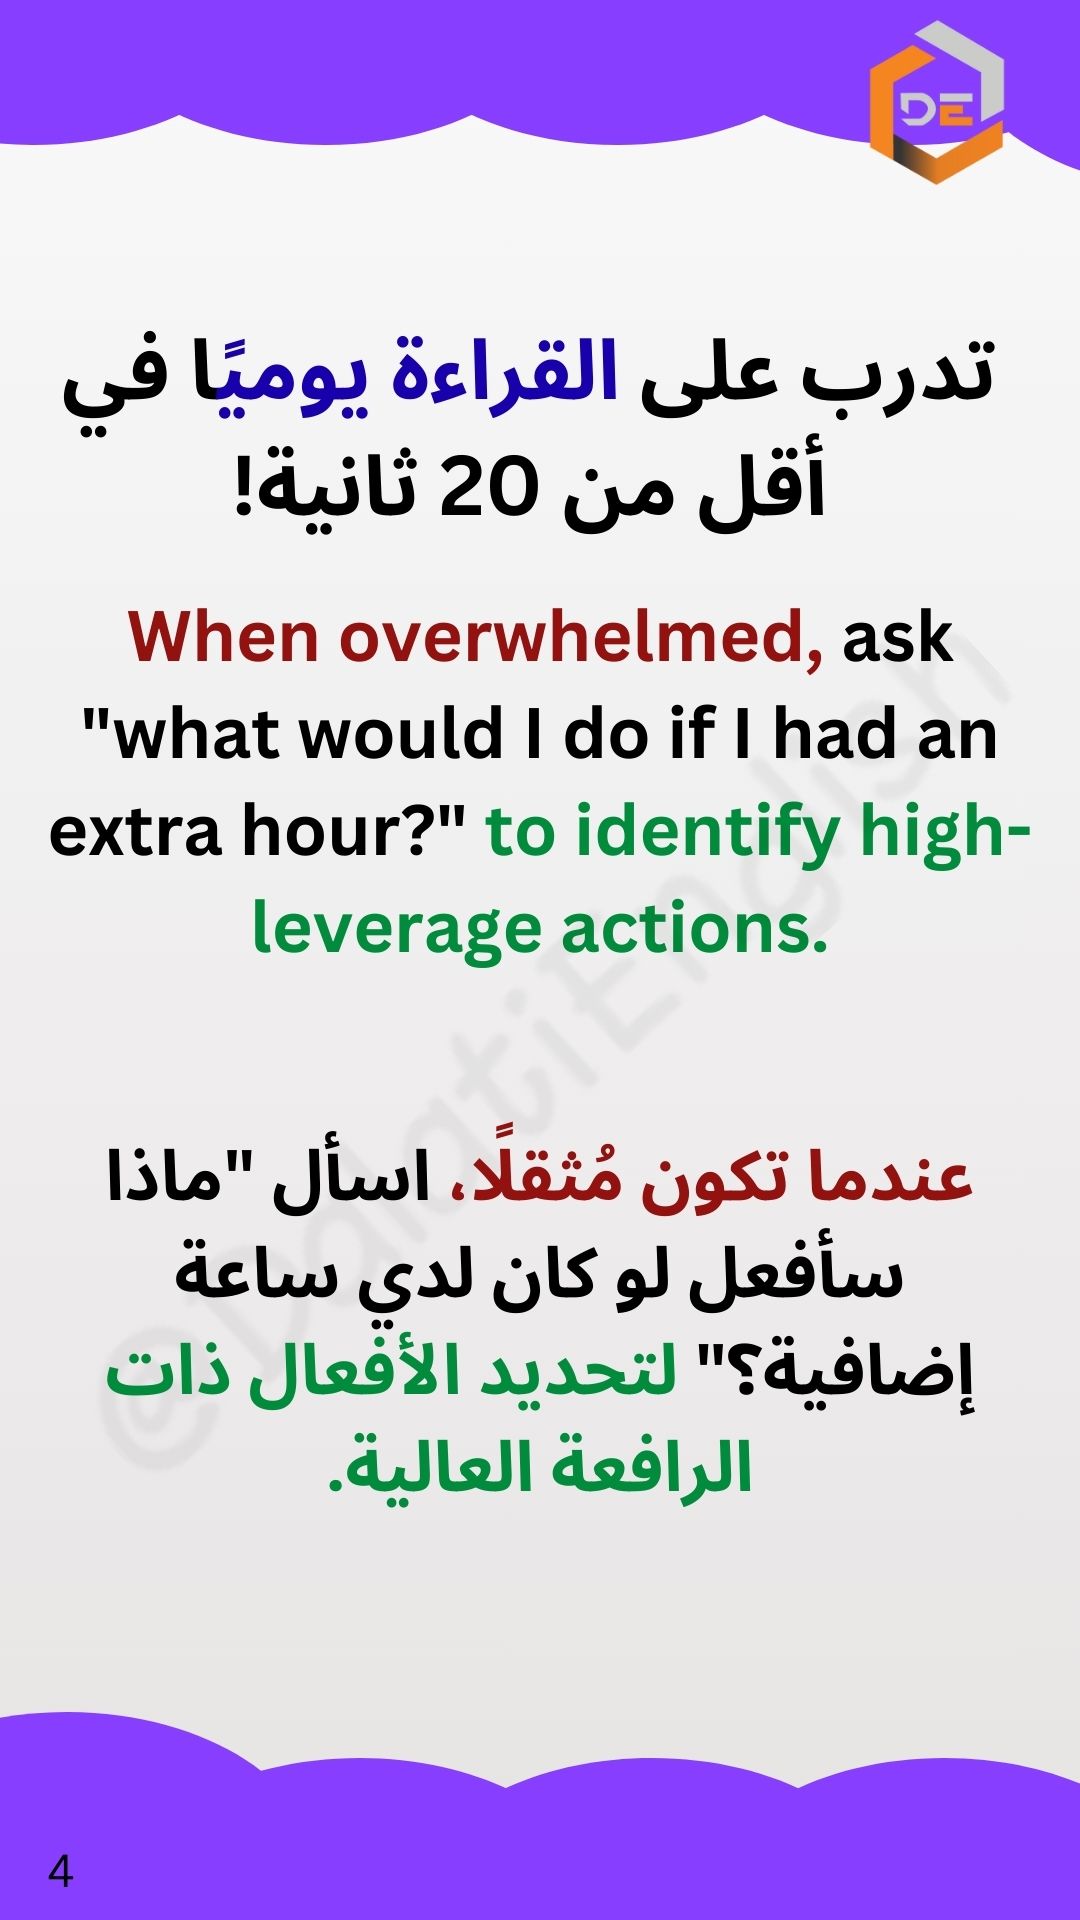 DE
تدرب على القراءة يوميًا في
أقل من 20 ثانية!
When overwhelmed, ask
"what would I do if I had an
extra hour?" to identify high-
leverage actions.
@DalatiEnglish
عندما تكون مُثقلًا، اسأل "ماذا
سأفعل لو كان لدي ساعة
إضافية؟" لتحديد الأفعال ذات
الرافعة العالية.
4